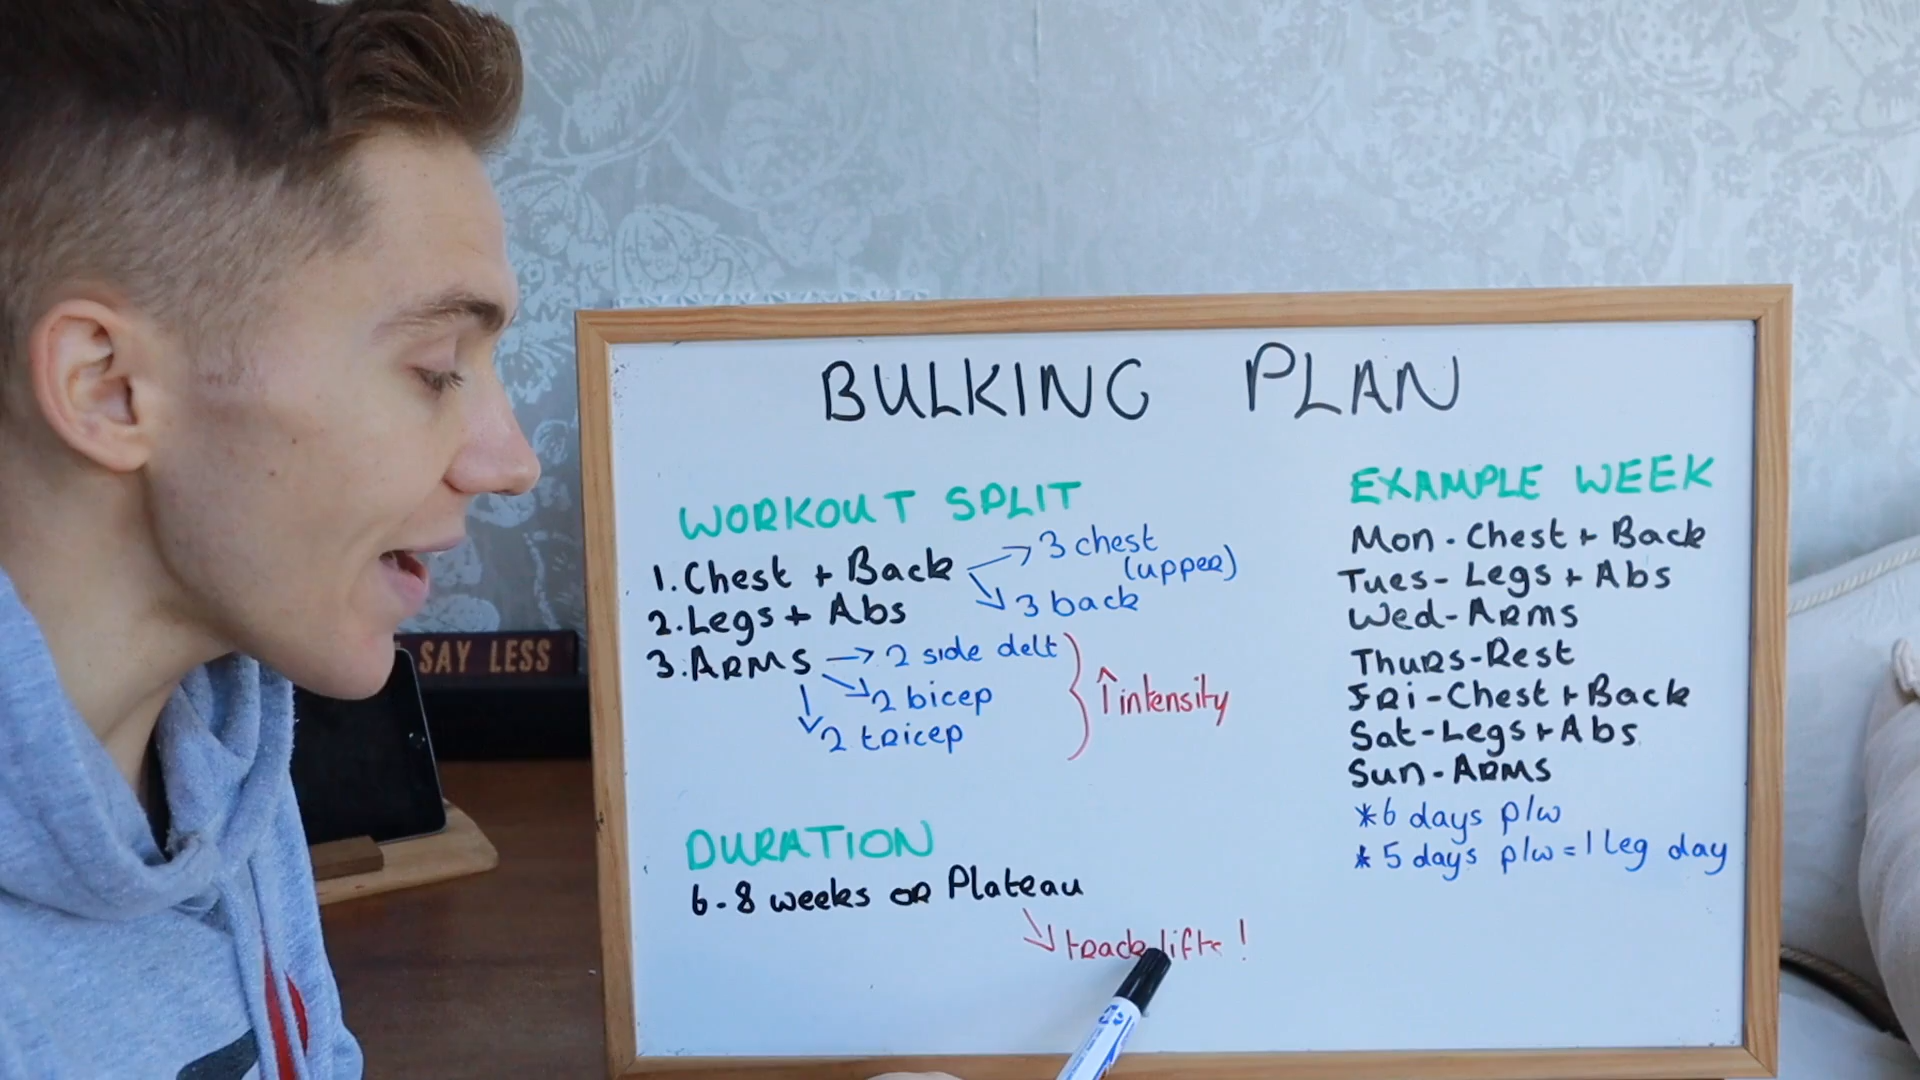 SAY LESS
BULKING PLAN
WORKOUT SPLIT
1. Chest + Back → 3 chest
(upper)
↘ 3 back
2. Legs + Abs
3. ARMS → 2 side delt
↘ 2 bicep
↓ 2 tricep
↑ intensity
DURATION
6-8 weeks OR Plateau
↘ track lifts!
EXAMPLE WEEK
Mon - Chest + Back
Tues - Legs + Abs
Wed - ARMS
Thurs - Rest
Fri - Chest + Back
Sat - Legs + Abs
Sun - ARMS
* 6 days p/w
* 5 days p/w = 1 leg day